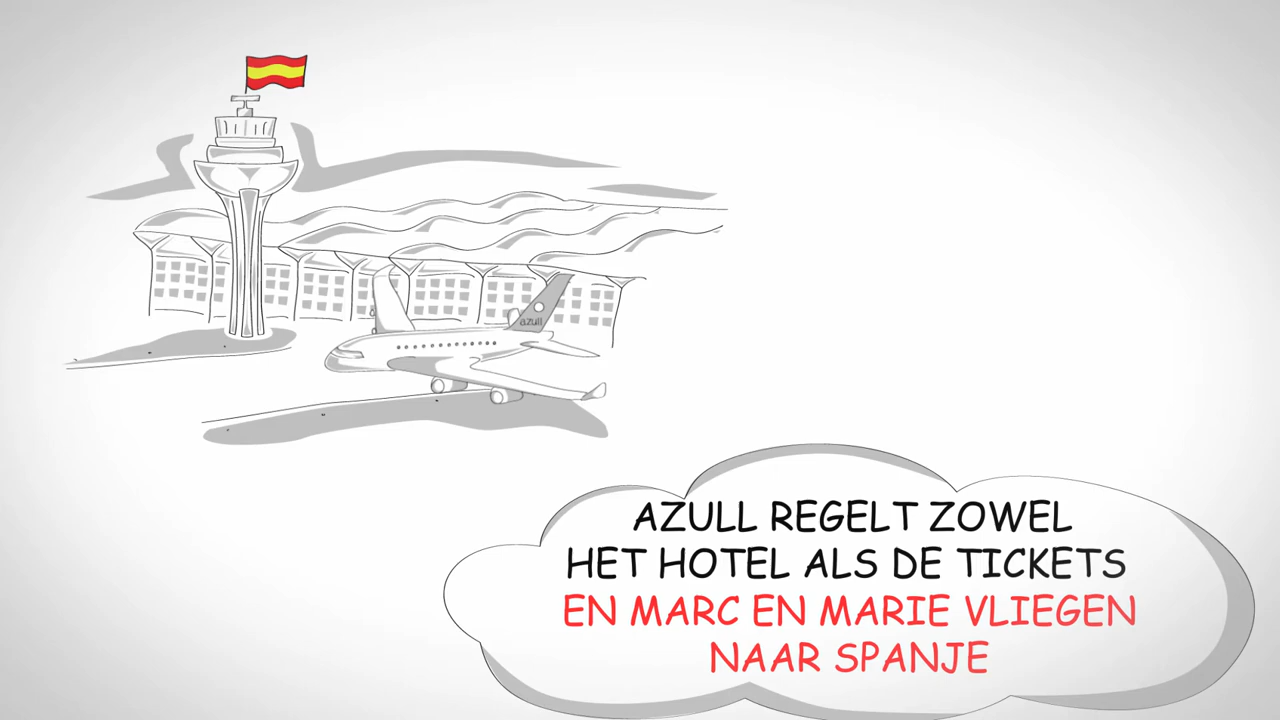 azull
AZULL REGELT ZOWEL
HET HOTEL ALS DE TICKETS
EN MARC EN MARIE VLIEGEN
NAAR SPANJE